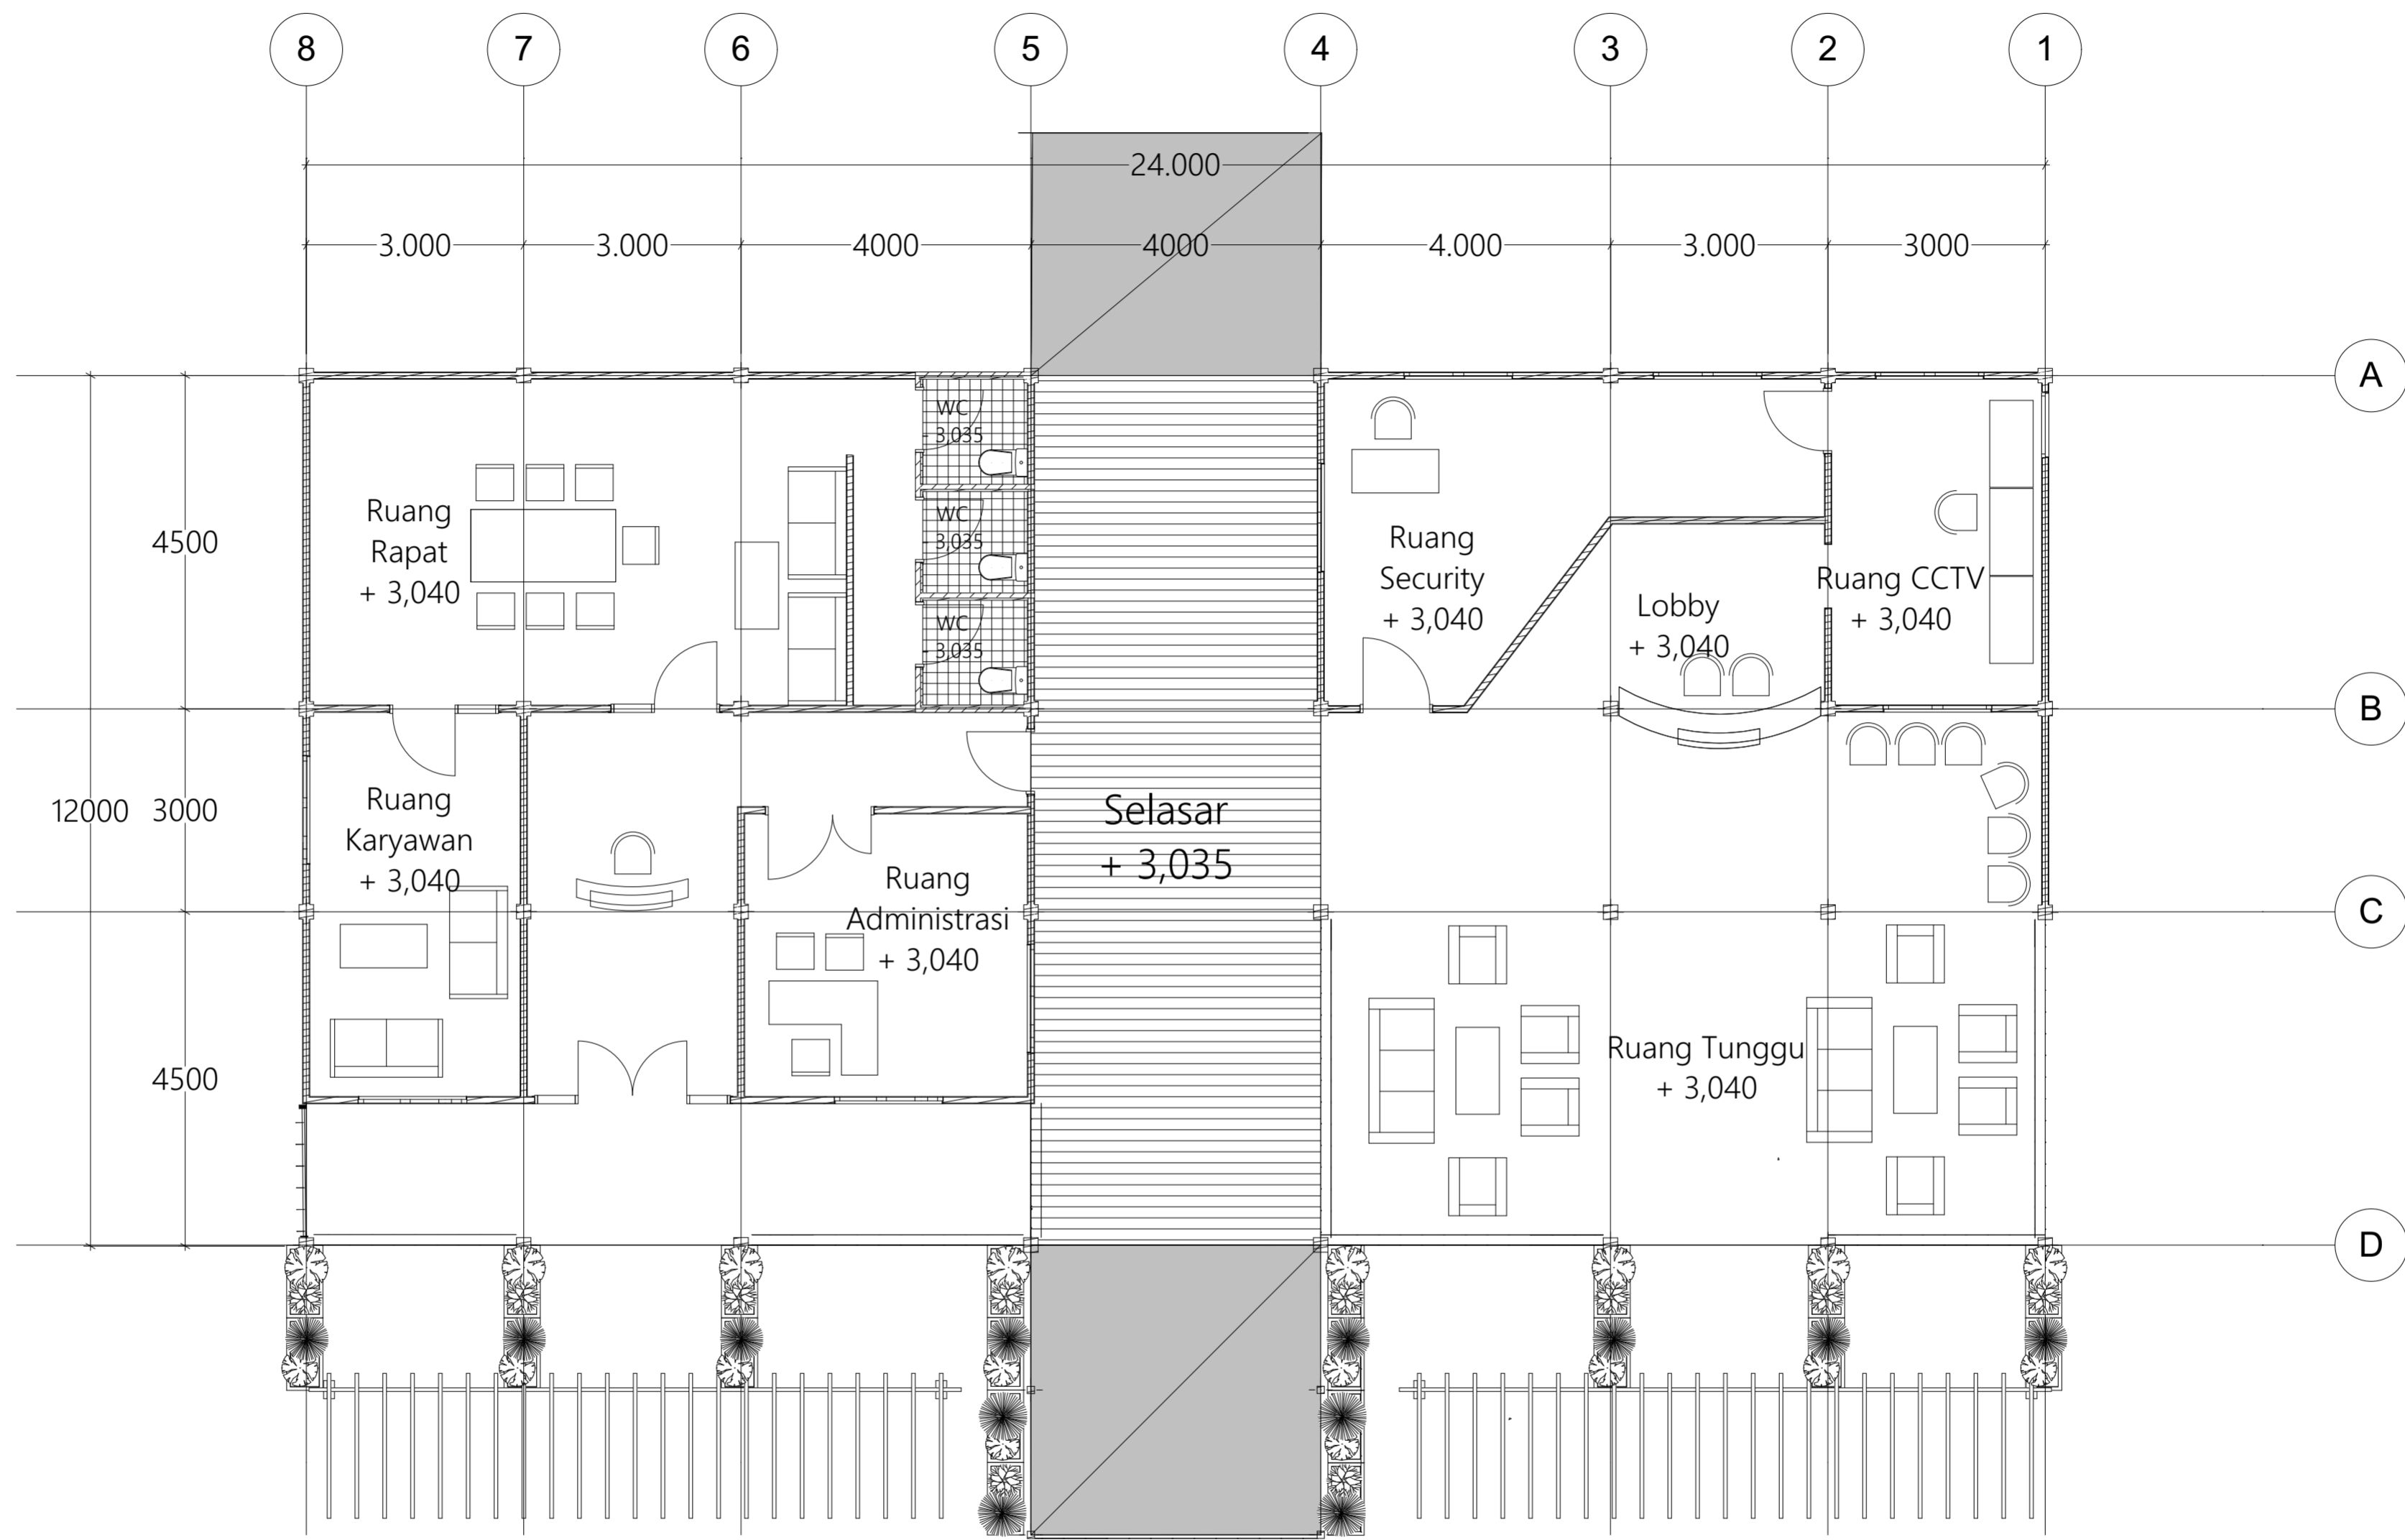 8 7 6 5 4 3 2 1
24.000
3.000 3.000 4000 4000 4.000 3.000 3000
A
WC
3,035
Ruang
Rapat
+ 3,040
4500
WC
3,035
Ruang
Security
+ 3,040
Ruang CCTV
+ 3,040
Lobby
+ 3,040
WC
3,035
B
Ruang
Karyawan
+ 3,040
12000 3000
Selasar
+ 3,035
Ruang
Administrasi
+ 3,040
C
4500
Ruang Tunggu
+ 3,040
D